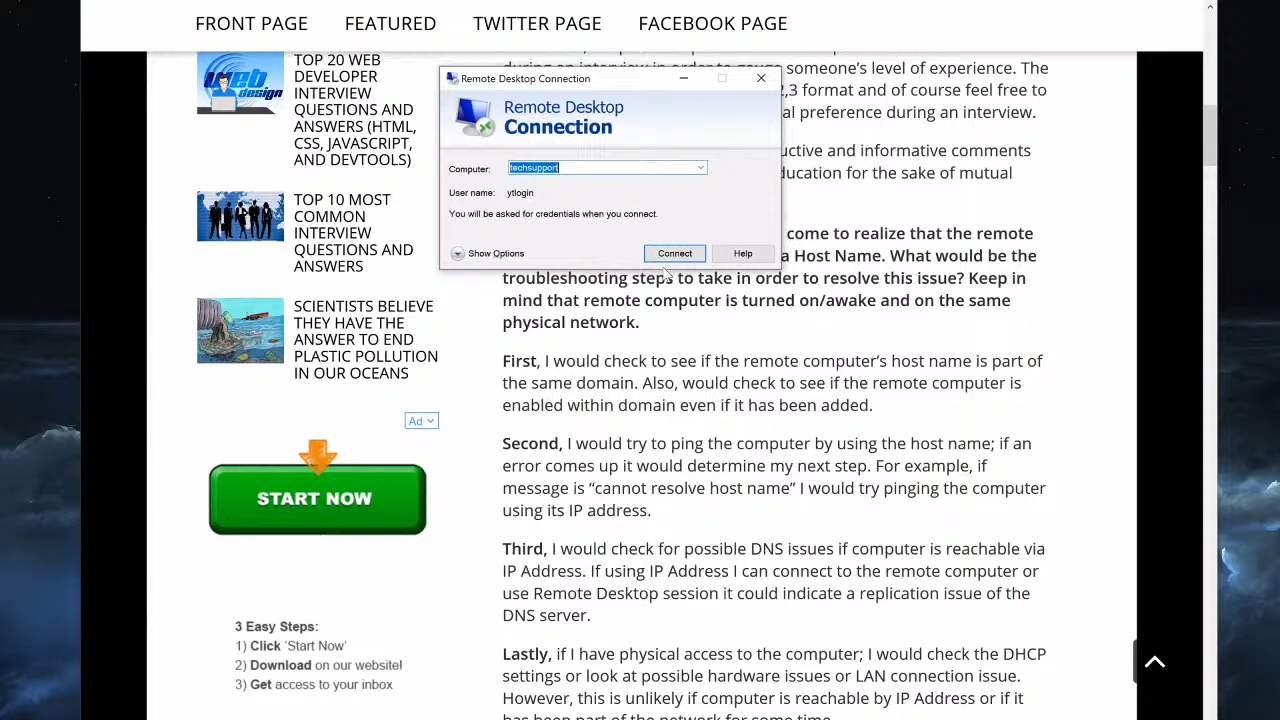 FRONT PAGE FEATURED TWITTER PAGE FACEBOOK PAGE
TOP 20 WEB
DEVELOPER
INTERVIEW
QUESTIONS AND
ANSWERS (HTML,
CSS, JAVASCRIPT,
AND DEVTOOLS)
TOP 10 MOST
COMMON
INTERVIEW
QUESTIONS AND
ANSWERS
SCIENTISTS BELIEVE
THEY HAVE THE
ANSWER TO END
PLASTIC POLLUTION
IN OUR OCEANS
Ad
START NOW
3 Easy Steps:
1) Click 'Start Now'
2) Download on our website!
3) Get access to your inbox
Remote Desktop Connection
Remote Desktop
Connection
Computer: techsupport
User name: ytlogin
You will be asked for credentials when you connect.
Show Options Connect Help
during an interview in order to gauge someone's level of experience. The
2,3 format and of course feel free to
al preference during an interview.
uctive and informative comments
ducation for the sake of mutual
come to realize that the remote
a Host Name. What would be the
troubleshooting steps to take in order to resolve this issue? Keep in
mind that remote computer is turned on/awake and on the same
physical network.
First, I would check to see if the remote computer's host name is part of
the same domain. Also, would check to see if the remote computer is
enabled within domain even if it has been added.
Second, I would try to ping the computer by using the host name; if an
error comes up it would determine my next step. For example, if
message is “cannot resolve host name” I would try pinging the computer
using its IP address.
Third, I would check for possible DNS issues if computer is reachable via
IP Address. If using IP Address I can connect to the remote computer or
use Remote Desktop session it could indicate a replication issue of the
DNS server.
Lastly, if I have physical access to the computer; I would check the DHCP
settings or look at possible hardware issues or LAN connection issue.
However, this is unlikely if computer is reachable by IP Address or if it
has been part of the network for some time.